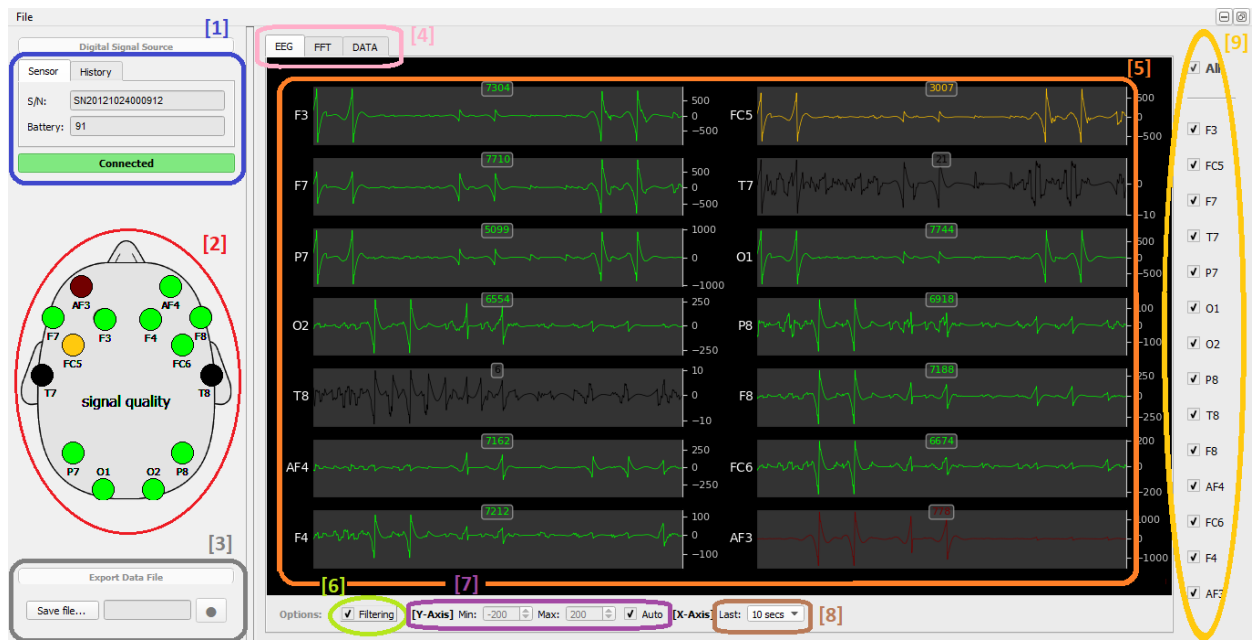 File
[1]
Digital Signal Source
Sensor
History
S/N:
SN20121024000912
Battery:
91
Connected
[2]
AF3
AF4
F7
F3
F4
F8
FC5
FC6
T7
T8
signal quality
P7
O1
O2
P8
[3]
Export Data File
Save file...
[4]
EEG
FFT
DATA
[5]
7304
F3
500
0
−500
3007
FC5
500
0
−500
7710
F7
500
0
−500
21
T7
0
−10
5099
P7
1000
0
−1000
7744
O1
500
0
−500
6554
O2
250
0
−250
6918
P8
100
0
−100
6
T8
10
0
−10
7188
F8
250
0
−250
7162
AF4
250
0
−250
6674
FC6
200
0
−200
7212
F4
100
0
−100
778
AF3
1000
0
−1000
[6]
[7]
Options:
Filtering
[Y-Axis] Min:
-200
Max:
200
Auto
[X-Axis] Last:
10 secs
[8]
[9]
All
F3
FC5
F7
T7
P7
O1
O2
P8
T8
F8
AF4
FC6
F4
AF3